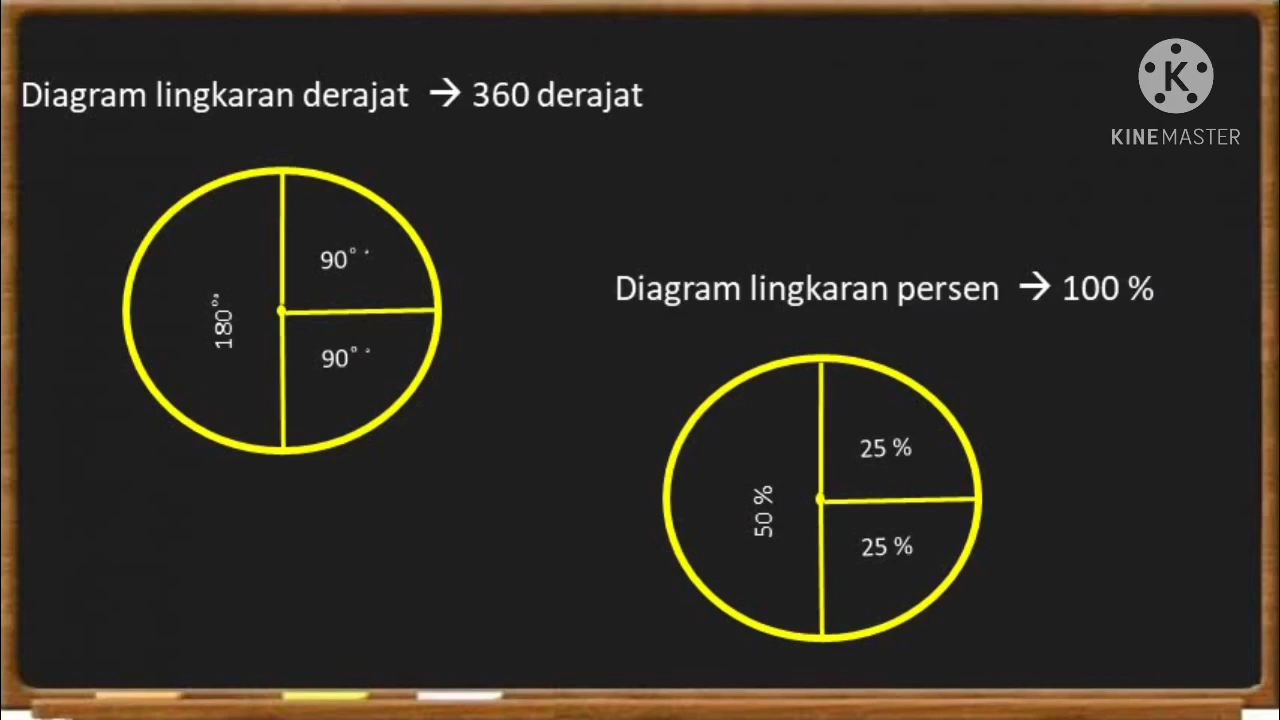 Diagram lingkaran derajat → 360 derajat
K
KINEMASTER
90°
180°
90°
Diagram lingkaran persen → 100 %
25 %
50 %
25 %